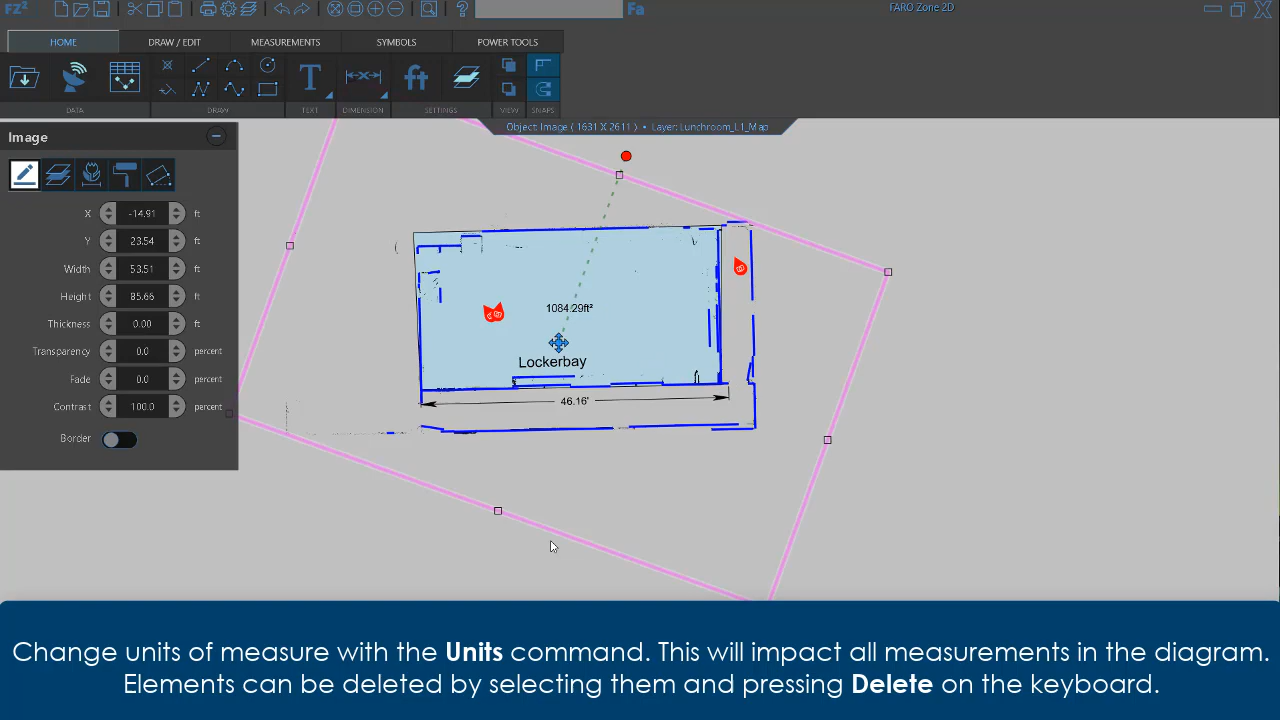 FZ²
Fa
FARO Zone 2D
HOME
DRAW / EDIT
MEASUREMENTS
SYMBOLS
POWER TOOLS
T
ft
DATA
DRAW
TEXT
DIMENSION
SETTINGS
VIEW
SNAPS
Object: Image ( 1631 X 2611 ) • Layer: Lunchroom_L1_Map
Image
X -14.91 ft
Y 23.54 ft
Width 53.51 ft
Height 85.66 ft
Thickness 0.00 ft
Transparency 0.0 percent
Fade 0.0 percent
Contrast 100.0 percent
Border
1084.29ft²
Lockerbay
46.16'
Change units of measure with the Units command. This will impact all measurements in the diagram.
Elements can be deleted by selecting them and pressing Delete on the keyboard.